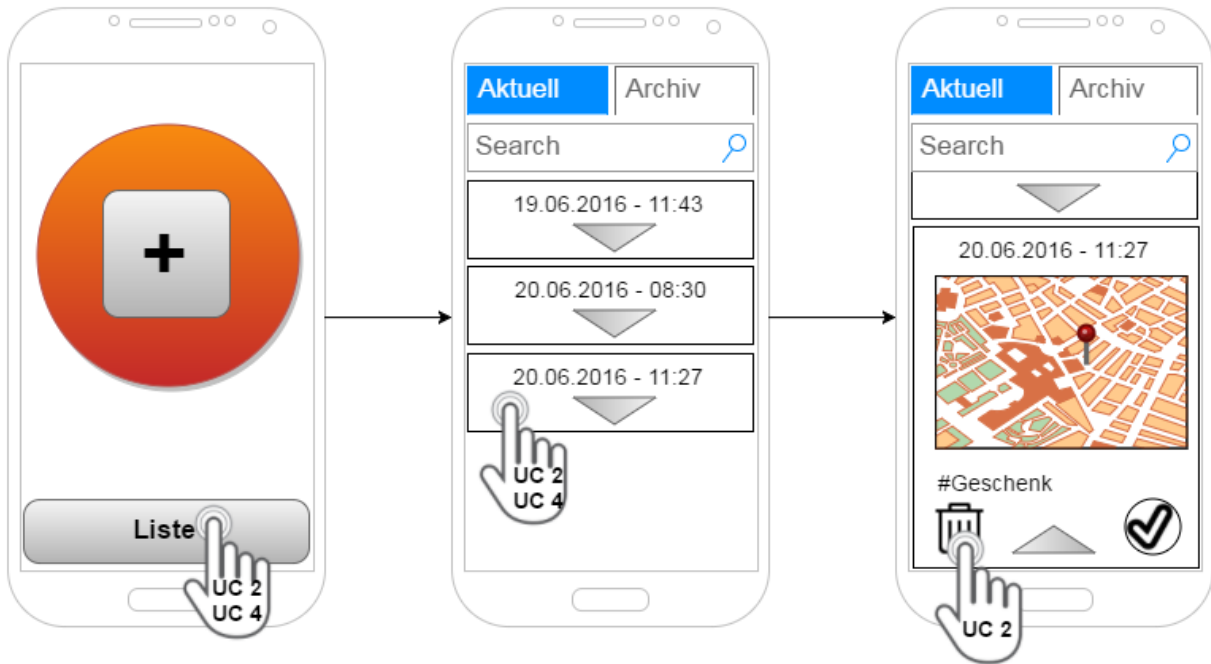 +
Liste
UC 2
UC 4
Aktuell
Archiv
Search
19.06.2016 - 11:43
20.06.2016 - 08:30
20.06.2016 - 11:27
UC 2
UC 4
Aktuell
Archiv
Search
20.06.2016 - 11:27
#Geschenk
UC 2